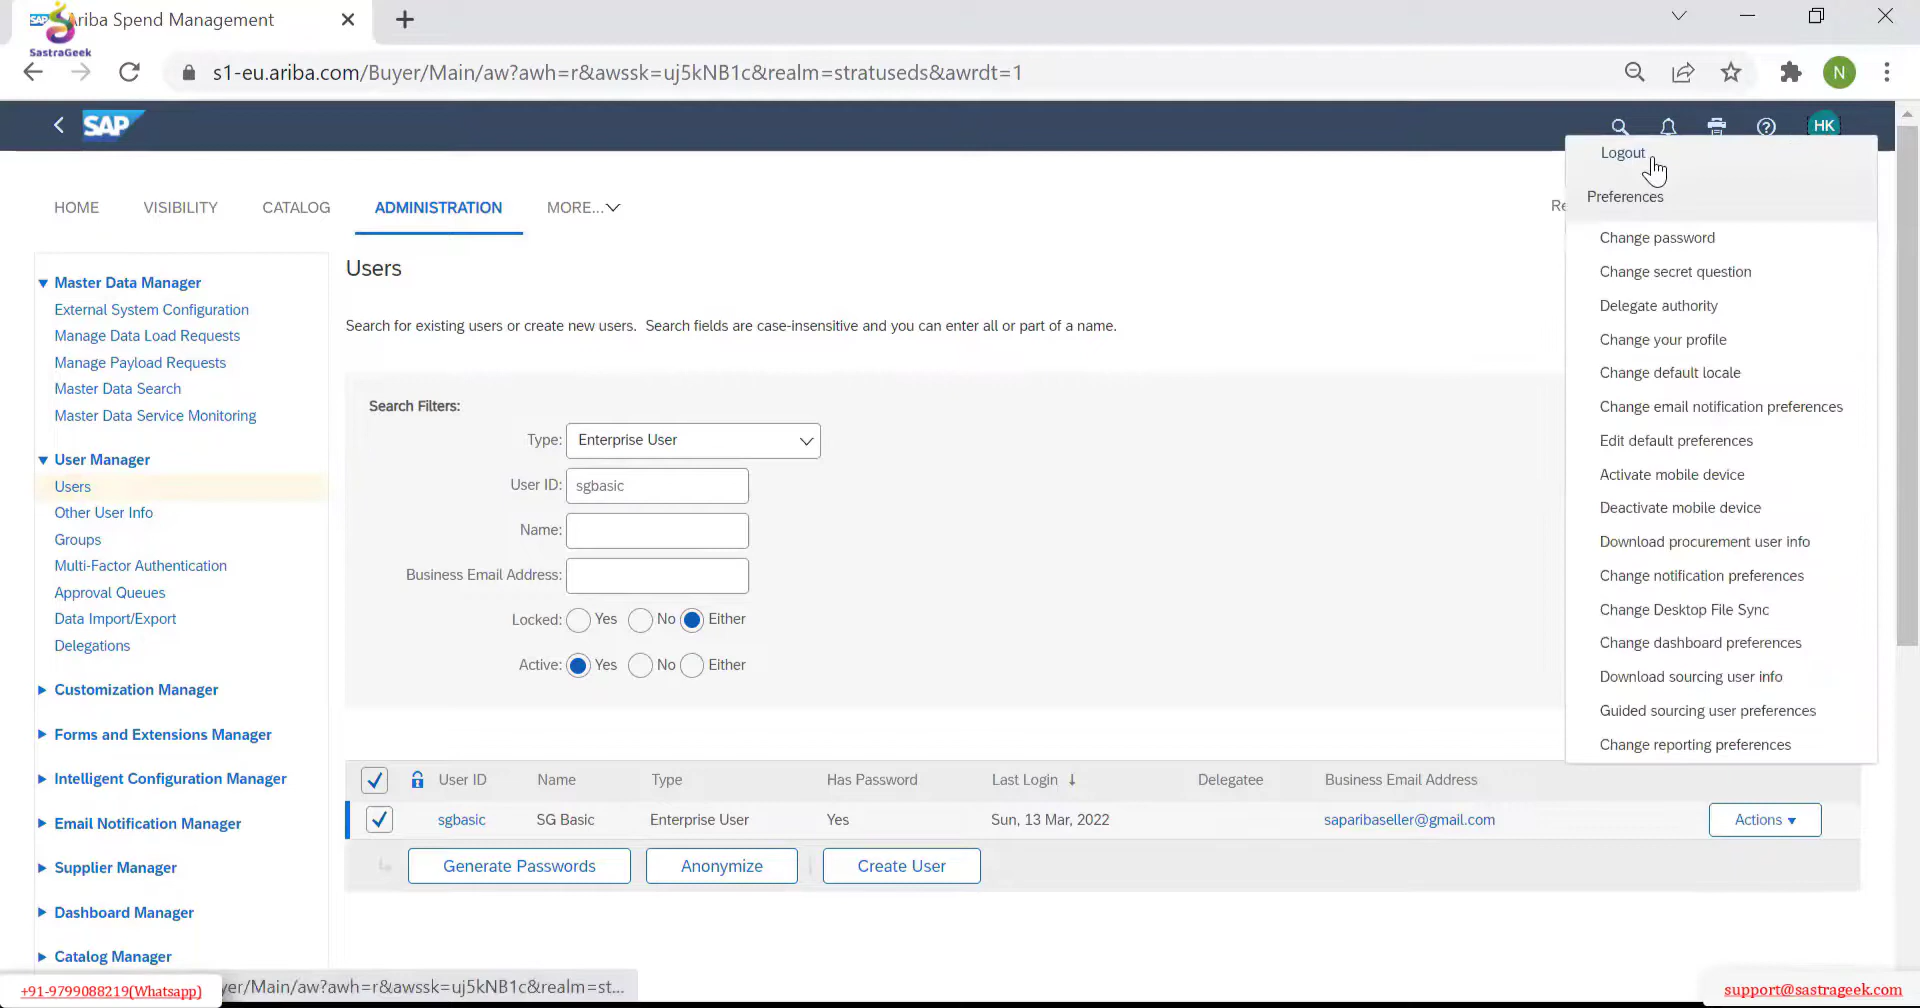 Ariba Spend Management
SastraGeek
s1-eu.ariba.com/Buyer/Main/aw?awh=r&awssk=uj5kNB1c&realm=stratuseds&awrdt=1
N
SAP
HK
HOME
VISIBILITY
CATALOG
ADMINISTRATION
MORE...
Re
Logout
Preferences
Change password
Change secret question
Delegate authority
Change your profile
Change default locale
Change email notification preferences
Edit default preferences
Activate mobile device
Deactivate mobile device
Download procurement user info
Change notification preferences
Change Desktop File Sync
Change dashboard preferences
Download sourcing user info
Guided sourcing user preferences
Change reporting preferences
Master Data Manager
External System Configuration
Manage Data Load Requests
Manage Payload Requests
Master Data Search
Master Data Service Monitoring
User Manager
Users
Other User Info
Groups
Multi-Factor Authentication
Approval Queues
Data Import/Export
Delegations
Customization Manager
Forms and Extensions Manager
Intelligent Configuration Manager
Email Notification Manager
Supplier Manager
Dashboard Manager
Catalog Manager
Users
Search for existing users or create new users. Search fields are case-insensitive and you can enter all or part of a name.
Search Filters:
Type: Enterprise User
User ID: sgbasic
Name:
Business Email Address:
Locked: Yes No Either
Active: Yes No Either
User ID Name Type Has Password Last Login ↓ Delegatee Business Email Address
sgbasic SG Basic Enterprise User Yes Sun, 13 Mar, 2022 saparibaseller@gmail.com Actions
Generate Passwords Anonymize Create User
+91-9799088219(Whatsapp)
yer/Main/aw?awh=r&awssk=uj5kNB1c&realm=st...
support@sastrageek.com